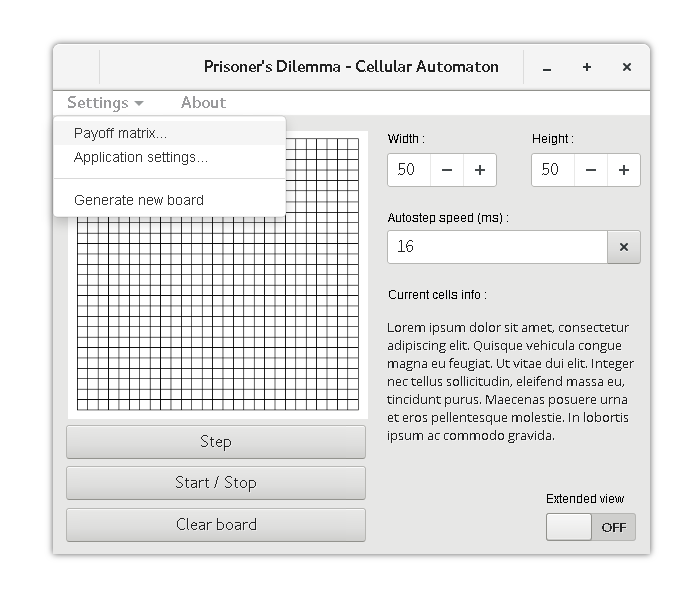 Prisoner's Dilemma - Cellular Automaton
Settings About
Payoff matrix...
Application settings...
Generate new board
Width :
Height :
50
50
Autostep speed (ms) :
16
Current cells info :
Lorem ipsum dolor sit amet, consectetur
adipiscing elit. Quisque vehicula congue
magna eu feugiat. Ut vitae dui elit. Integer
nec tellus sollicitudin, eleifend massa eu,
tincidunt purus. Maecenas posuere urna
et eros pellentesque molestie. In lobortis
ipsum ac commodo gravida.
Step
Start / Stop
Clear board
Extended view
OFF